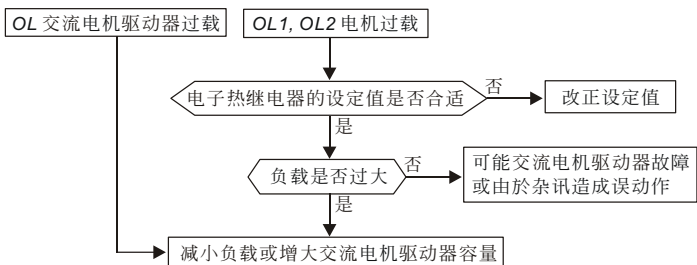 OL 交流电机驱动器过载
OL1, OL2 电机过载
电子热继电器的设定值是否合适
否
改正设定值
是
负载是否过大
否
可能交流电机驱动器故障
或由於杂讯造成误动作
是
减小负载或增大交流电机驱动器容量